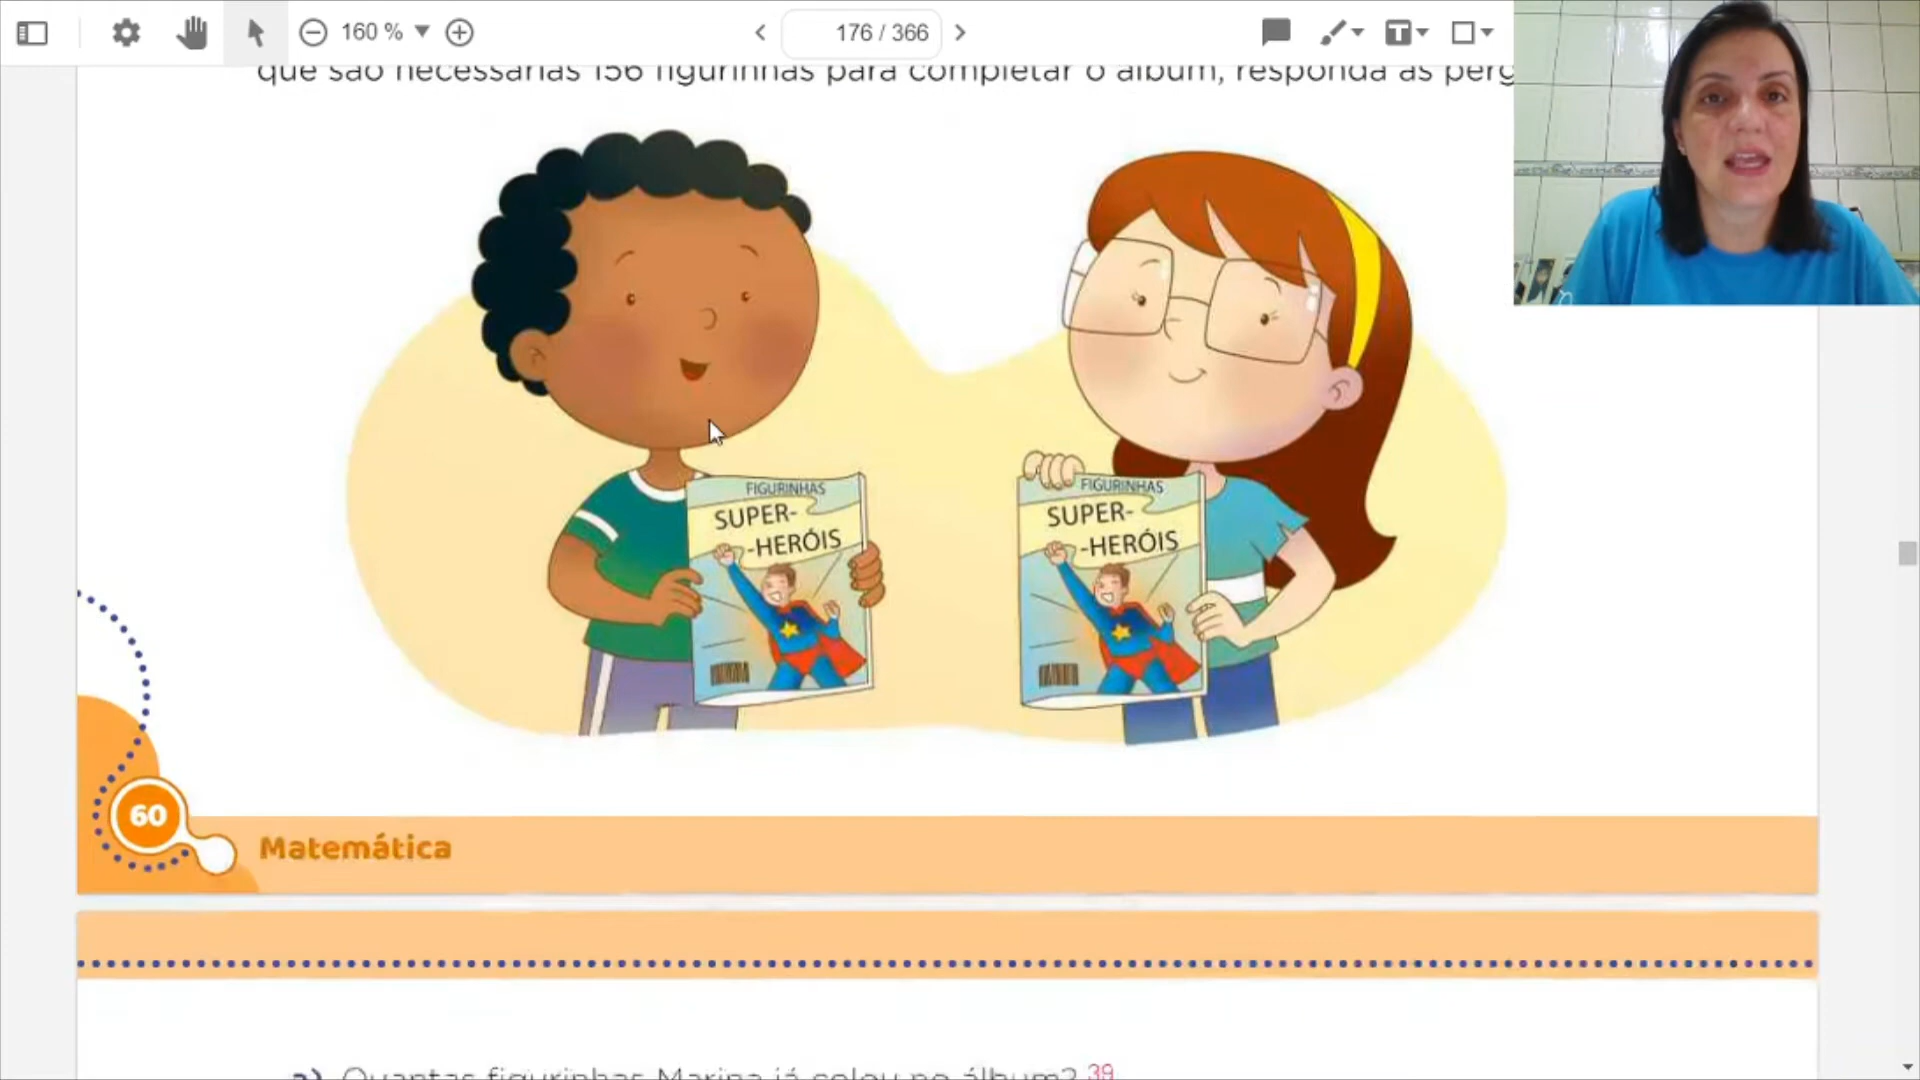 160 %
176 / 366
que são necessárias 156 figurinhas para completar o álbum, responda às perg
FIGURINHAS
SUPER-
-HERÓIS
FIGURINHAS
SUPER-
-HERÓIS
60
Matemática
a) Quantas figurinhas Marina já colou no álbum? 39